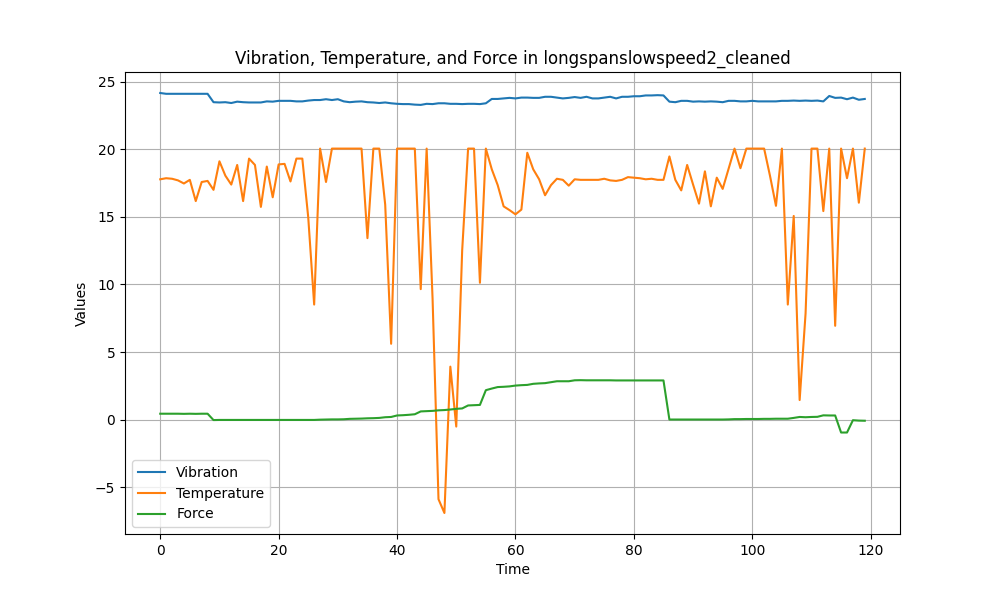 Vibration, Temperature, and Force in longspanslowspeed2_cleaned
25
20
15
10
5
0
−5
Values
Vibration
Temperature
Force
0 20 40 60 80 100 120
Time